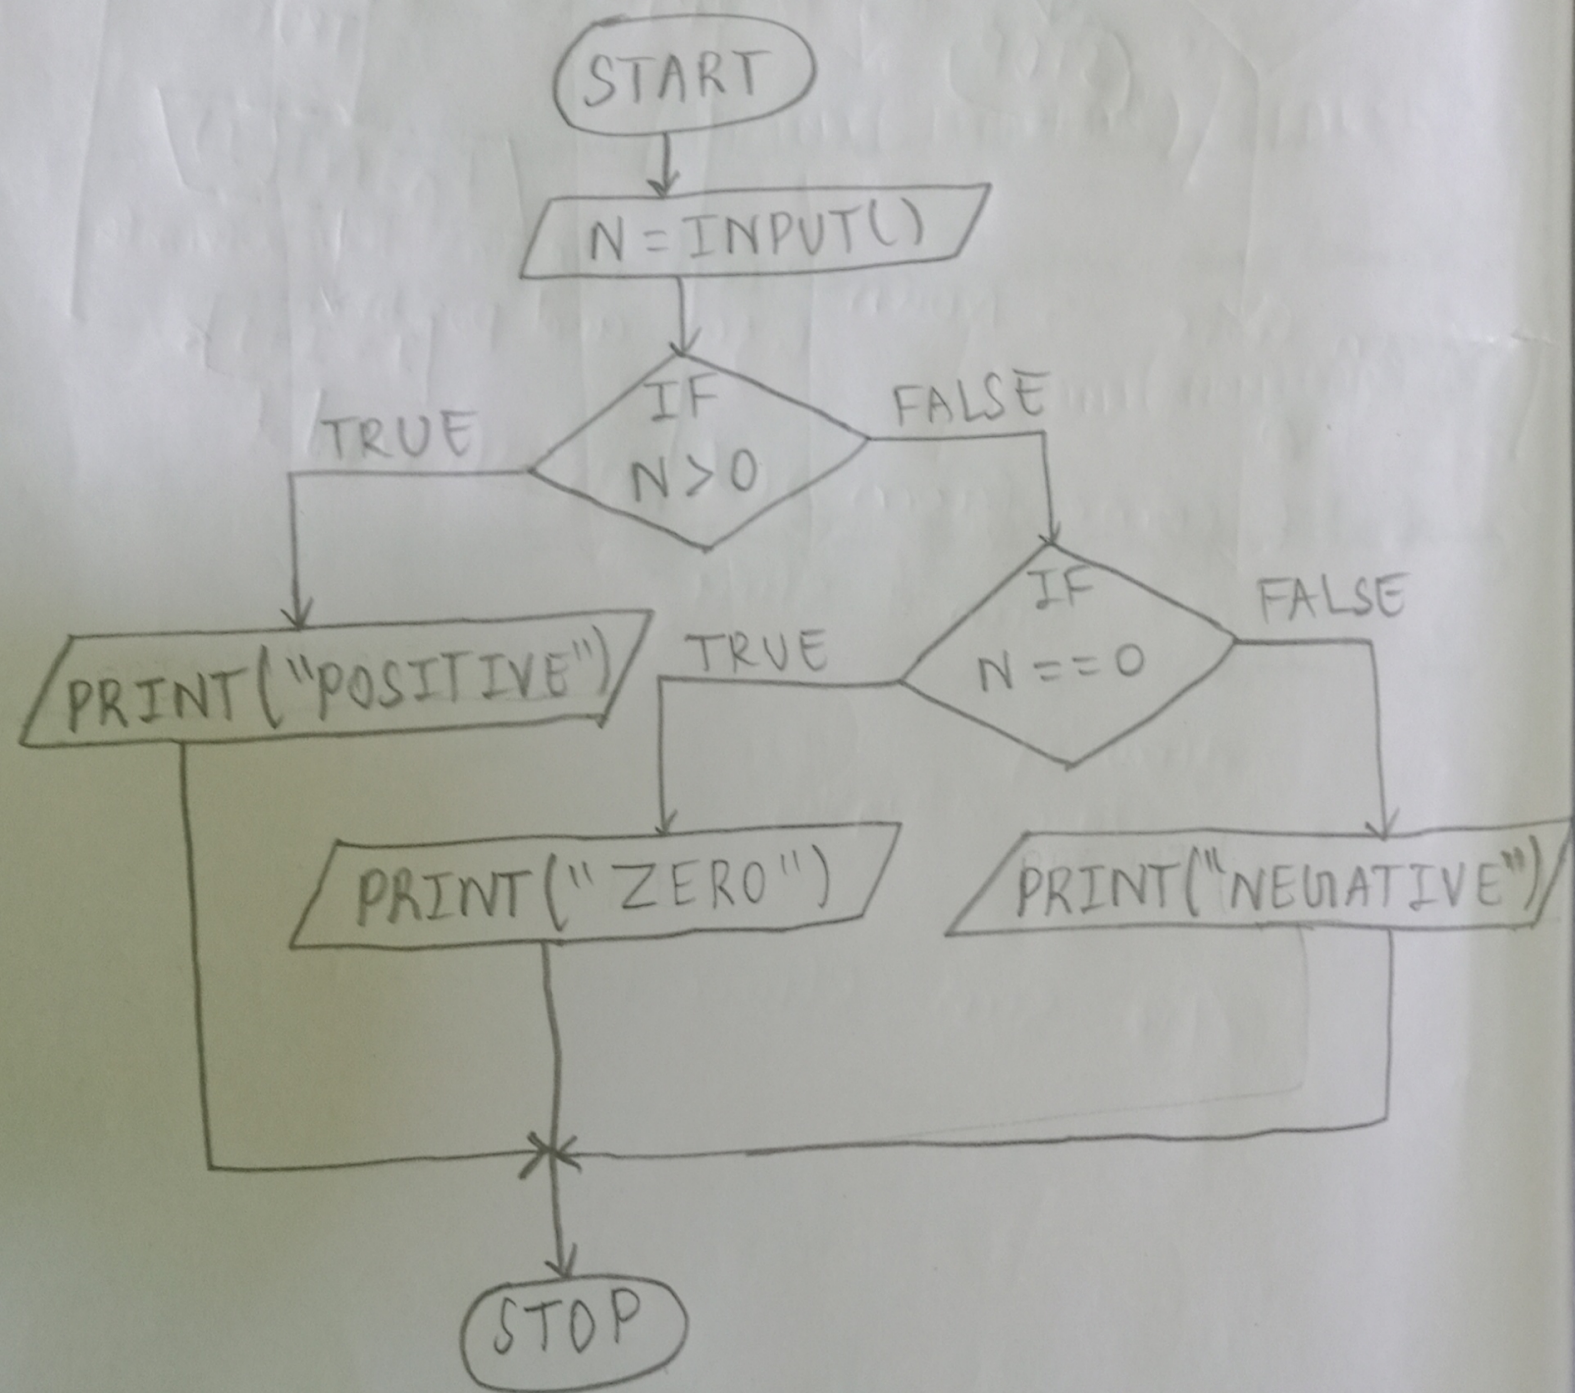 START
N = INPUT()
IF
N > 0
TRUE
FALSE
PRINT("POSITIVE")
IF
N == 0
TRUE
FALSE
PRINT("ZERO")
PRINT("NEGATIVE")
STOP